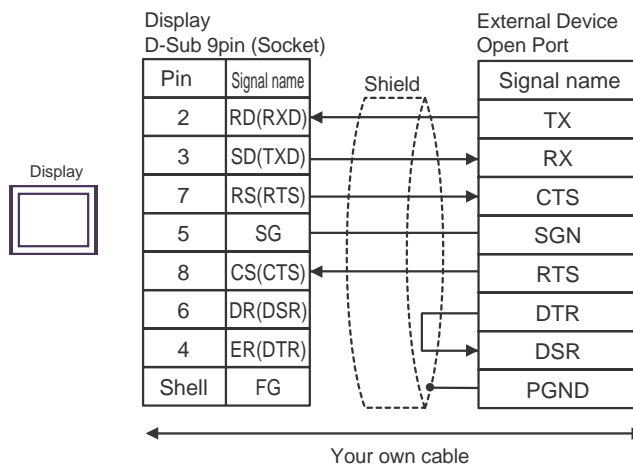 Display
D-Sub 9pin (Socket)
External Device
Open Port
Pin Signal name Shield Signal name
2 RD(RXD) TX
3 SD(TXD) RX
Display
7 RS(RTS) CTS
5 SG SGN
8 CS(CTS) RTS
6 DR(DSR) DTR
4 ER(DTR) DSR
Shell FG PGND
Your own cable